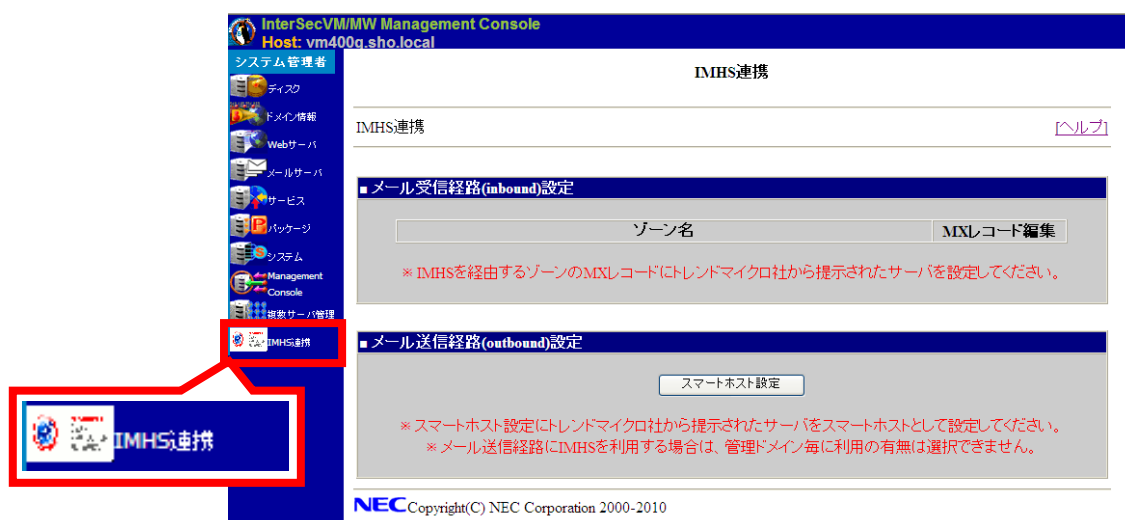 InterSecVM/MW Management Console
Host: vm400g.sho.local
システム管理者
ディスク
ドメイン情報
Webサーバ
メールサーバ
サービス
パッケージ
システム
Management
Console
複数サーバ管理
IMHS連携
IMHS連携
IMHS連携
IMHS連携
[ヘルプ]
■メール受信経路(inbound)設定
ゾーン名
MXレコード編集
※IMHSを経由するゾーンのMXレコードにトレンドマイクロ社から提示されたサーバを設定してください。
■メール送信経路(outbound)設定
スマートホスト設定
※スマートホスト設定にトレンドマイクロ社から提示されたサーバをスマートホストとして設定してください。
※メール送信経路にIMHSを利用する場合は、管理ドメイン毎に利用の有無は選択できません。
NEC Copyright(C) NEC Corporation 2000-2010